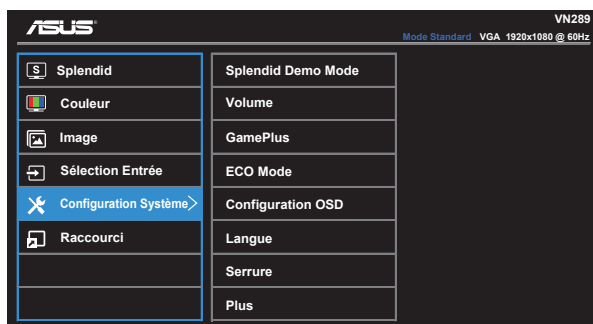 ASUS
VN289
Mode Standard VGA 1920x1080 @ 60Hz
S Splendid
Couleur
Image
Sélection Entrée
Configuration Système
Raccourci
Splendid Demo Mode
Volume
GamePlus
ECO Mode
Configuration OSD
Langue
Serrure
Plus